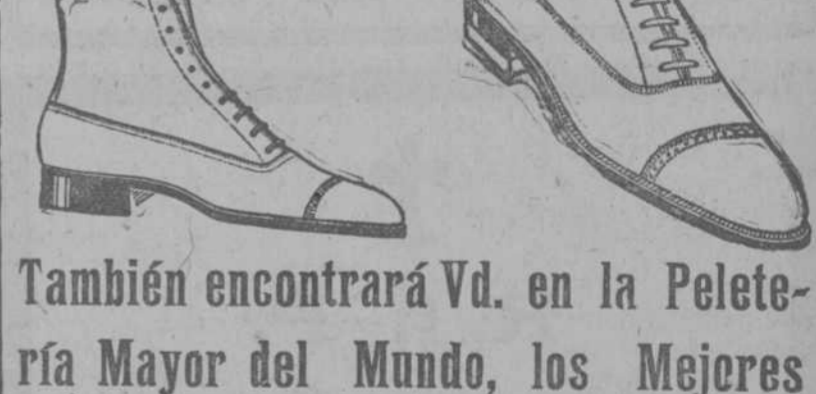 También encontrará Vd. en la Pelete-
ría Mayor del Mundo, los Mejores